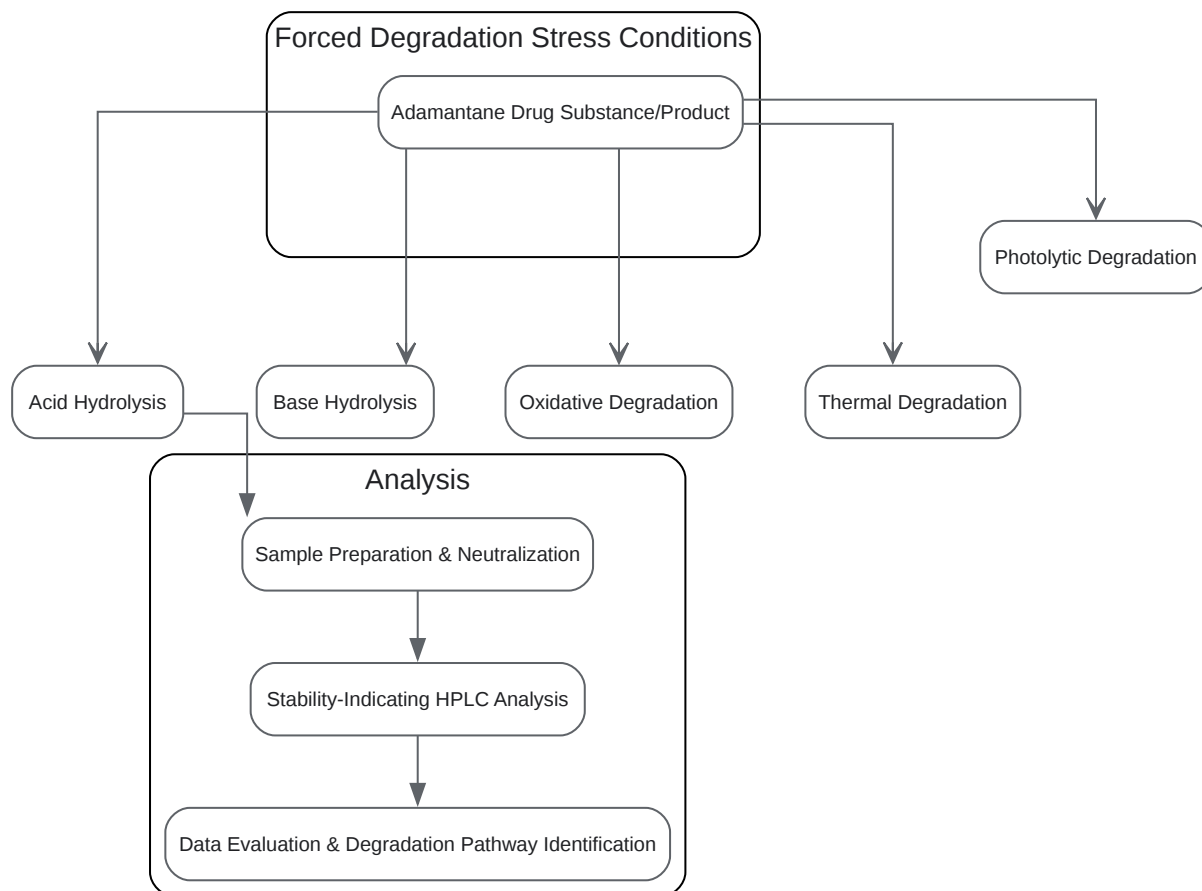 Forced Degradation Stress Conditions
Adamantane Drug Substance/Product
Photolytic Degradation
Acid Hydrolysis
Base Hydrolysis
Oxidative Degradation
Thermal Degradation
Analysis
Sample Preparation & Neutralization
Stability-Indicating HPLC Analysis
Data Evaluation & Degradation Pathway Identification